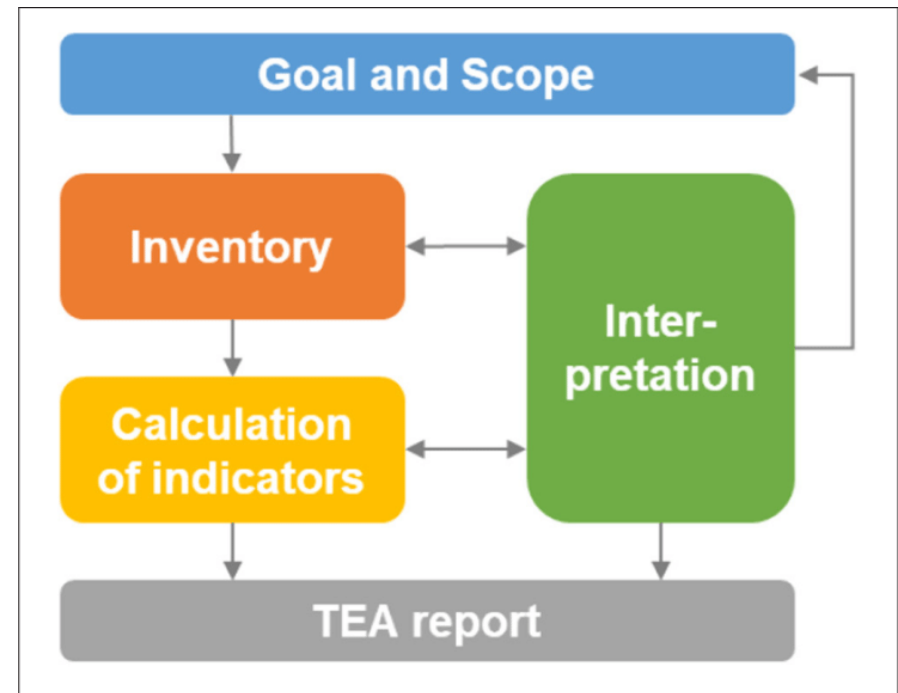 Goal and Scope
Inventory
Inter-
pretation
Calculation
of indicators
TEA report